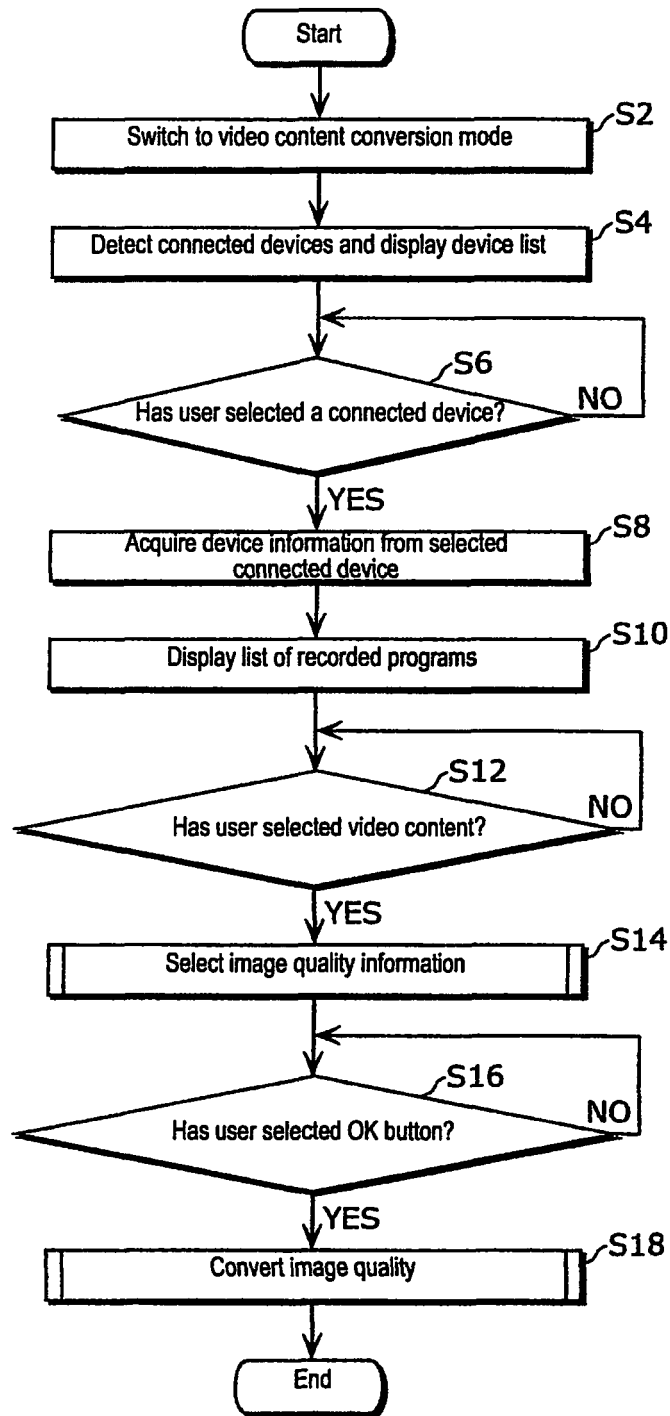 Start
S2
Switch to video content conversion mode
S4
Detect connected devices and display device list
S6
Has user selected a connected device?
NO
YES
S8
Acquire device information from selected
connected device
S10
Display list of recorded programs
S12
Has user selected video content?
NO
YES
S14
Select image quality information
S16
Has user selected OK button?
NO
YES
S18
Convert image quality
End